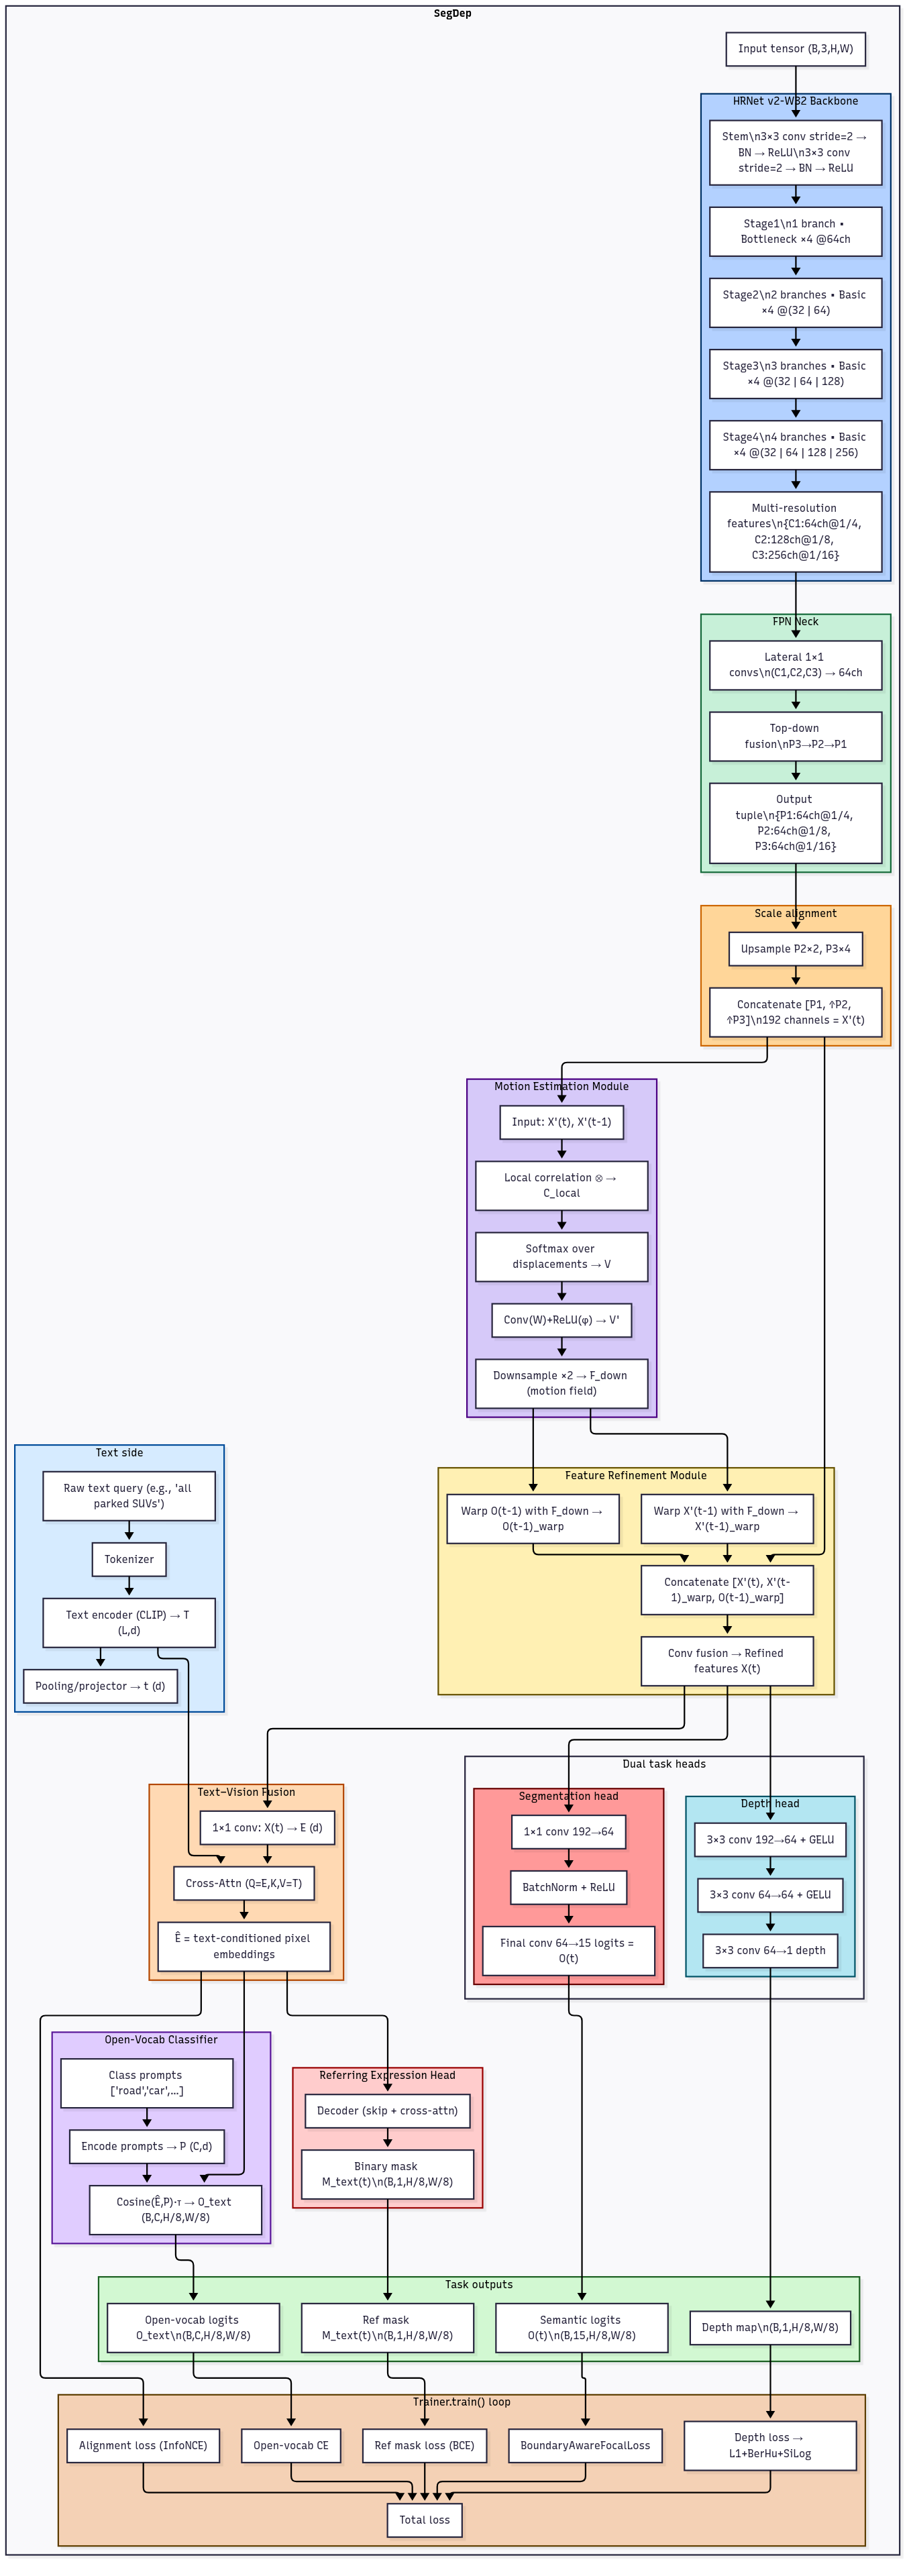 SegDep
Input tensor (B,3,H,W)
HRNet v2-W32 Backbone
Stem\n3×3 conv stride=2 →
BN → ReLU\n3×3 conv
stride=2 → BN → ReLU
Stage1\n1 branch •
Bottleneck ×4 @64ch
Stage2\n2 branches • Basic
×4 @(32 | 64)
Stage3\n3 branches • Basic
×4 @(32 | 64 | 128)
Stage4\n4 branches • Basic
×4 @(32 | 64 | 128 | 256)
Multi-resolution
features\n{C1:64ch@1/4,
C2:128ch@1/8,
C3:256ch@1/16}
FPN Neck
Lateral 1×1
convs\n(C1,C2,C3) → 64ch
Top-down
fusion\nP3→P2→P1
Output
tuple\n{P1:64ch@1/4,
P2:64ch@1/8,
P3:64ch@1/16}
Scale alignment
Upsample P2×2, P3×4
Concatenate [P1, ↑P2,
↑P3]\n192 channels = X'(t)
Motion Estimation Module
Input: X'(t), X'(t-1)
Local correlation ⊗ →
C_local
Softmax over
displacements → V
Conv(W)+ReLU(φ) → V'
Downsample ×2 → F_down
(motion field)
Text side
Raw text query (e.g., 'all
parked SUVs')
Tokenizer
Text encoder (CLIP) → T
(L,d)
Pooling/projector → t (d)
Feature Refinement Module
Warp O(t-1) with F_down →
O(t-1)_warp
Warp X'(t-1) with F_down →
X'(t-1)_warp
Concatenate [X'(t), X'(t-
1)_warp, O(t-1)_warp]
Conv fusion → Refined
features X(t)
Text–Vision Fusion
1×1 conv: X(t) → E (d)
Cross-Attn (Q=E,K,V=T)
Ê = text-conditioned pixel
embeddings
Dual task heads
Segmentation head
1×1 conv 192→64
BatchNorm + ReLU
Final conv 64→15 logits =
O(t)
Depth head
3×3 conv 192→64 + GELU
3×3 conv 64→64 + GELU
3×3 conv 64→1 depth
Open-Vocab Classifier
Class prompts
['road','car',...]
Encode prompts → P (C,d)
Cosine(Ê,P)·τ → O_text
(B,C,H/8,W/8)
Referring Expression Head
Decoder (skip + cross-attn)
Binary mask
M_text(t)\n(B,1,H/8,W/8)
Task outputs
Open-vocab logits
O_text\n(B,C,H/8,W/8)
Ref mask
M_text(t)\n(B,1,H/8,W/8)
Semantic logits
O(t)\n(B,15,H/8,W/8)
Depth map\n(B,1,H/8,W/8)
Trainer.train() loop
Alignment loss (InfoNCE)
Open-vocab CE
Ref mask loss (BCE)
BoundaryAwareFocalLoss
Depth loss →
L1+BerHu+SiLog
Total loss